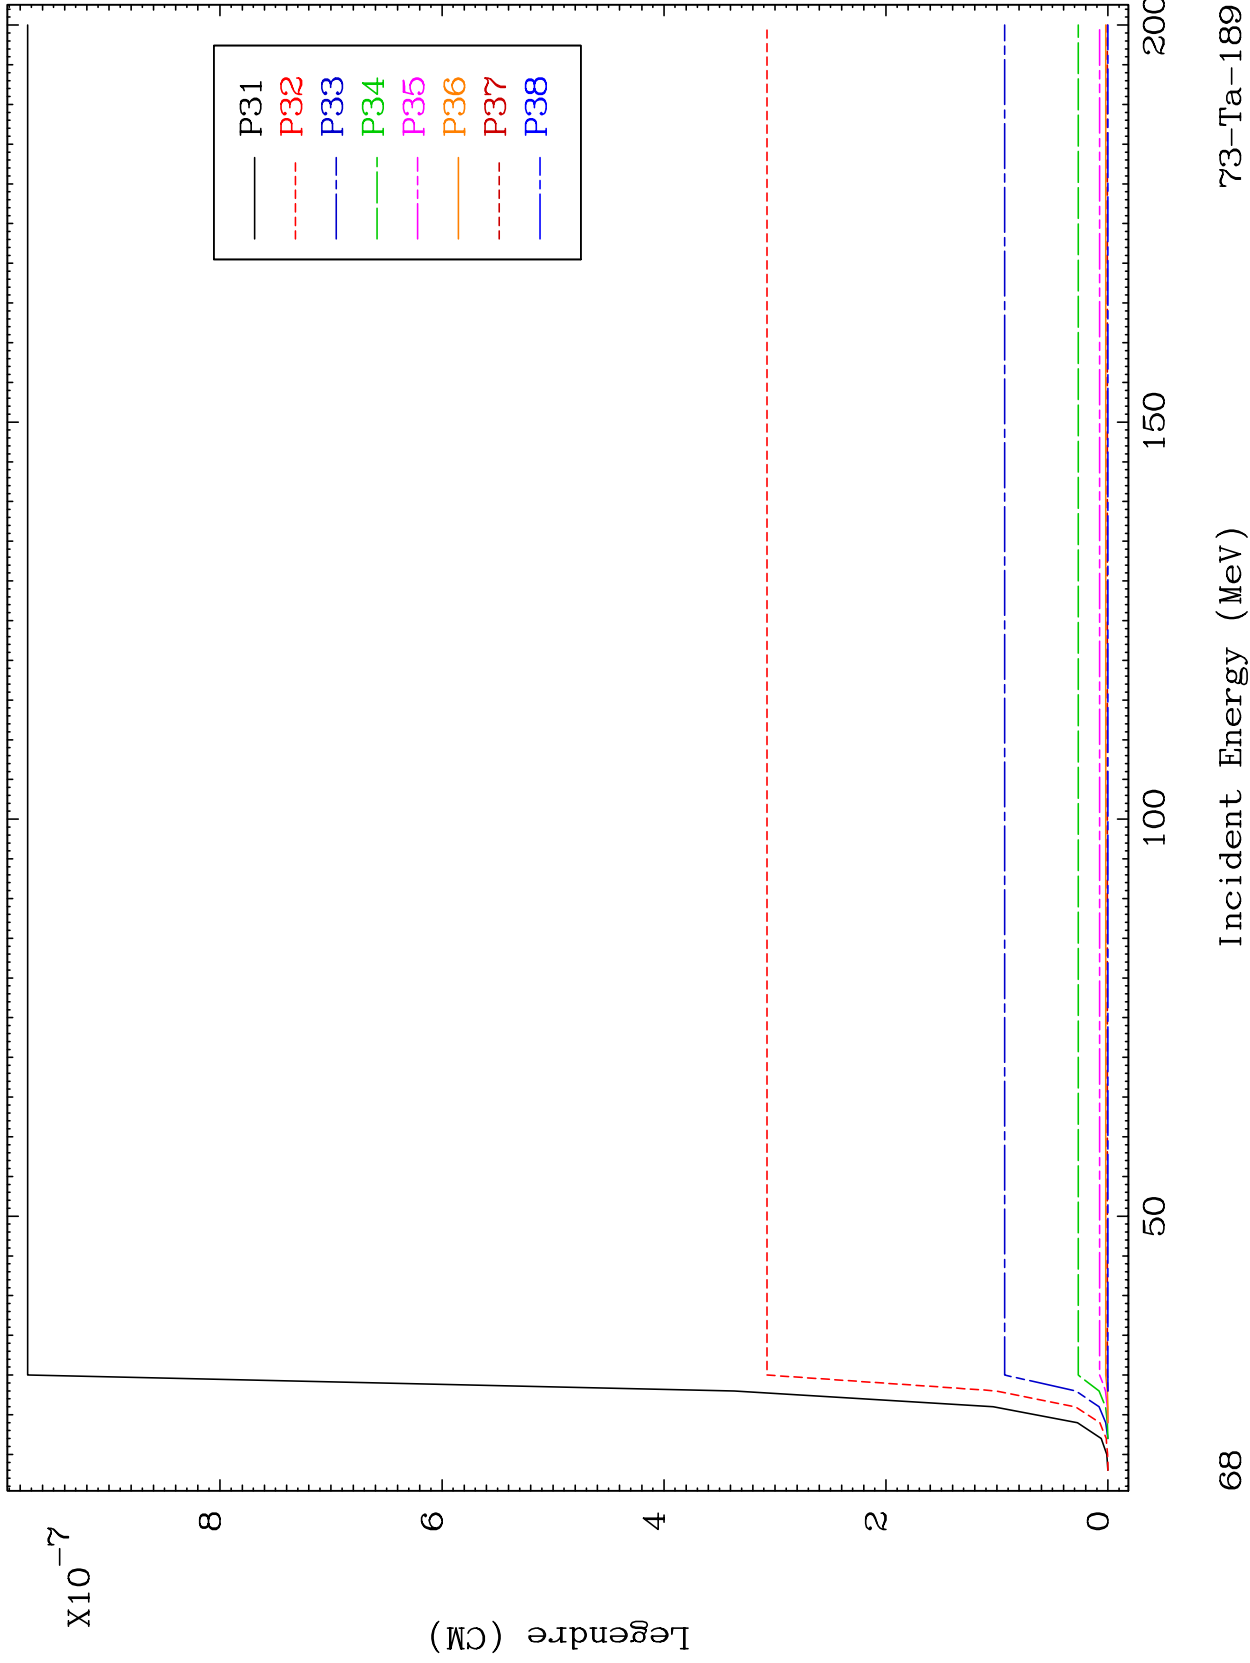 X10-7
8
6
4
2
0
Legendre (CM)
P31
P32
P33
P34
P35
P36
P37
P38
50
100
150
200
Incident Energy (MeV)
68
73-Ta-189